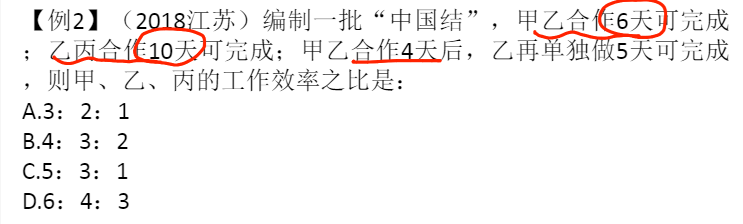 【例2】（2018江苏）编制一批“中国结”，甲乙合作6天可完成
；乙丙合作10天可完成；甲乙合作4天后，乙再单独做5天可完成
，则甲、乙、丙的工作效率之比是：
A.3：2：1
B.4：3：2
C.5：3：1
D.6：4：3